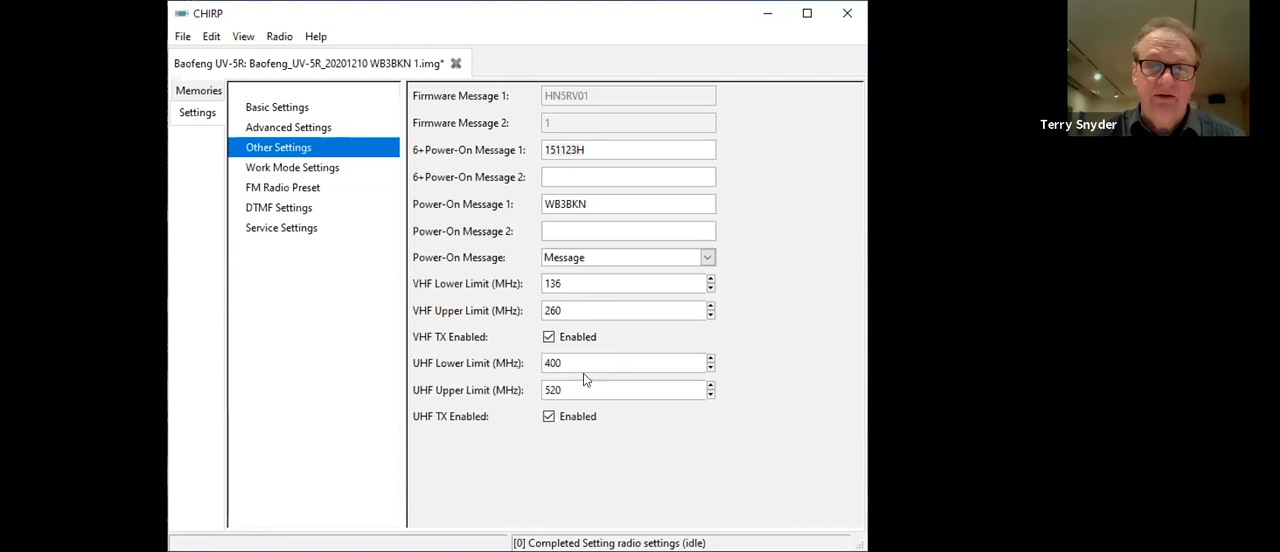 CHIRP
File Edit View Radio Help
Baofeng UV-5R: Baofeng_UV-5R_20201210 WB3BKN 1.img*
Memories
Settings
Basic Settings
Advanced Settings
Other Settings
Work Mode Settings
FM Radio Preset
DTMF Settings
Service Settings
Firmware Message 1: HN5RV01
Firmware Message 2: 1
6+Power-On Message 1: 151123H
6+Power-On Message 2:
Power-On Message 1: WB3BKN
Power-On Message 2:
Power-On Message: Message
VHF Lower Limit (MHz): 136
VHF Upper Limit (MHz): 260
VHF TX Enabled: Enabled
UHF Lower Limit (MHz): 400
UHF Upper Limit (MHz): 520
UHF TX Enabled: Enabled
[0] Completed Setting radio settings (idle)
Terry Snyder